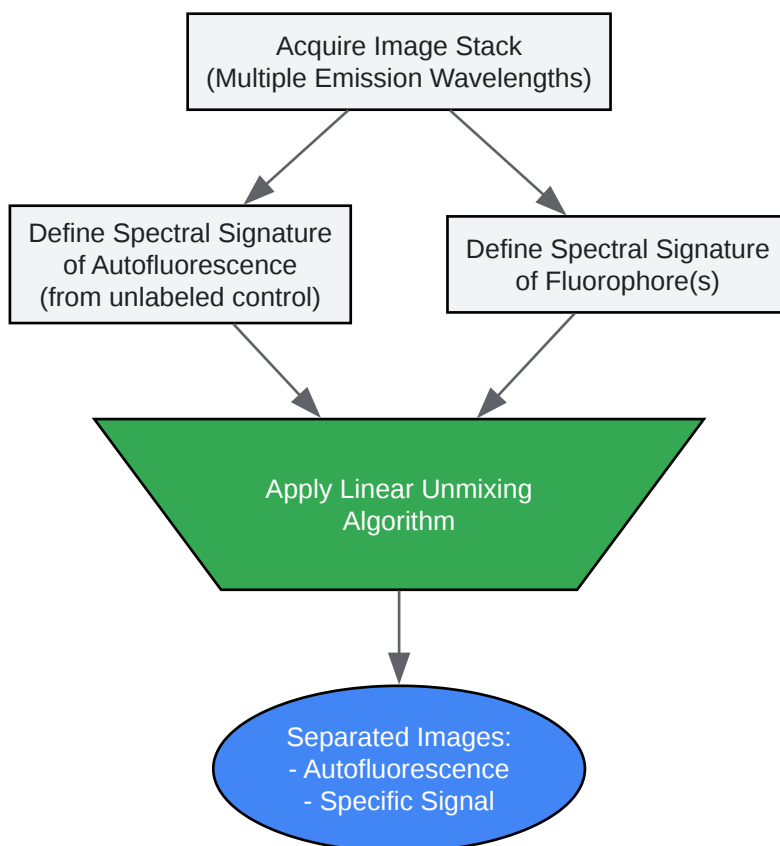 Acquire Image Stack
(Multiple Emission Wavelengths)
Define Spectral Signature
of Autofluorescence
(from unlabeled control)
Define Spectral Signature
of Fluorophore(s)
Apply Linear Unmixing
Algorithm
Separated Images:
- Autofluorescence
- Specific Signal